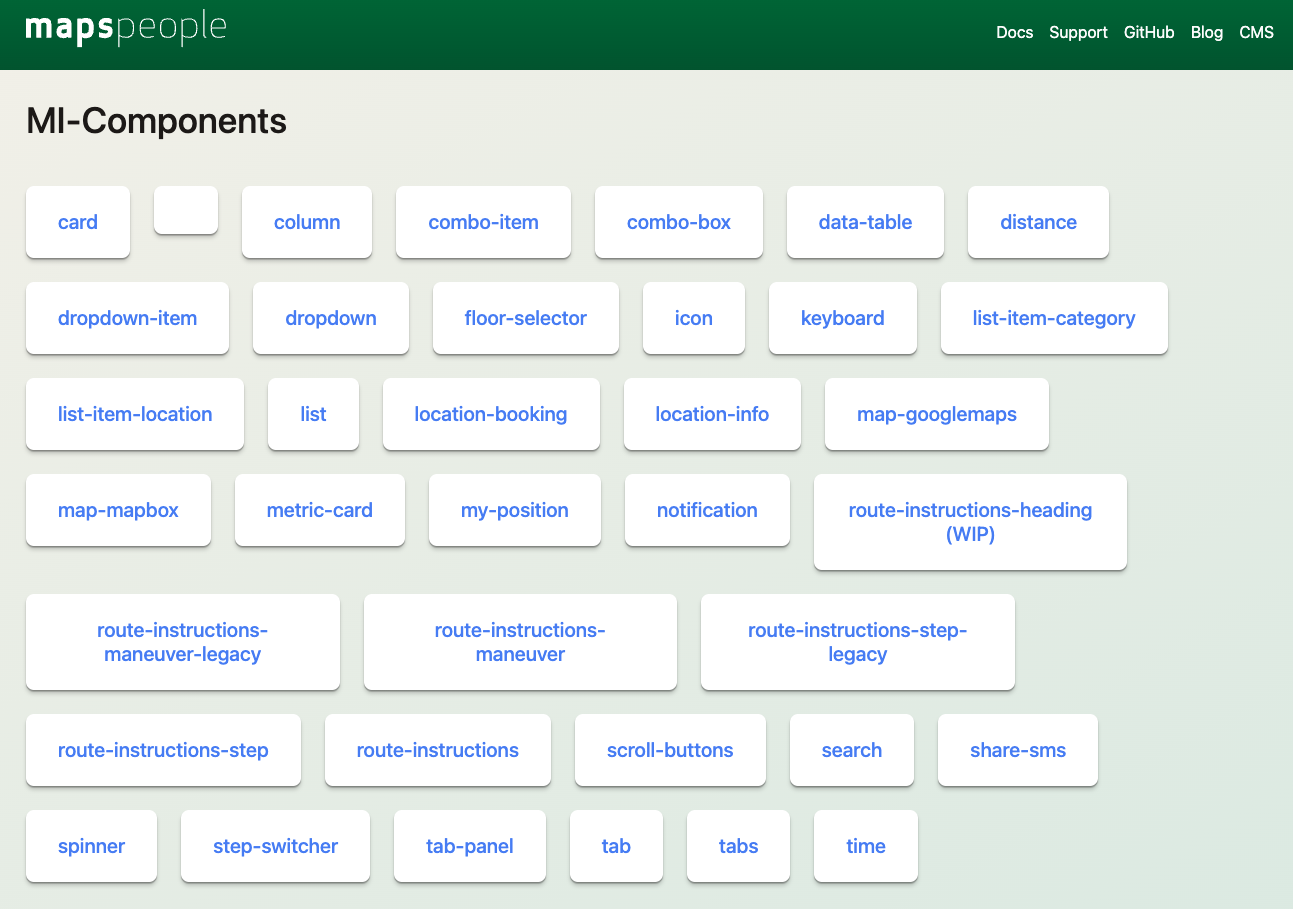 mapspeople
Docs Support GitHub Blog CMS
MI-Components
card column combo-item combo-box data-table distance
dropdown-item dropdown floor-selector icon keyboard list-item-category
list-item-location list location-booking location-info map-googlemaps
map-mapbox metric-card my-position notification route-instructions-heading
(WIP)
route-instructions-
maneuver-legacy
route-instructions-
maneuver
route-instructions-step-
legacy
route-instructions-step route-instructions scroll-buttons search share-sms
spinner step-switcher tab-panel tab tabs time